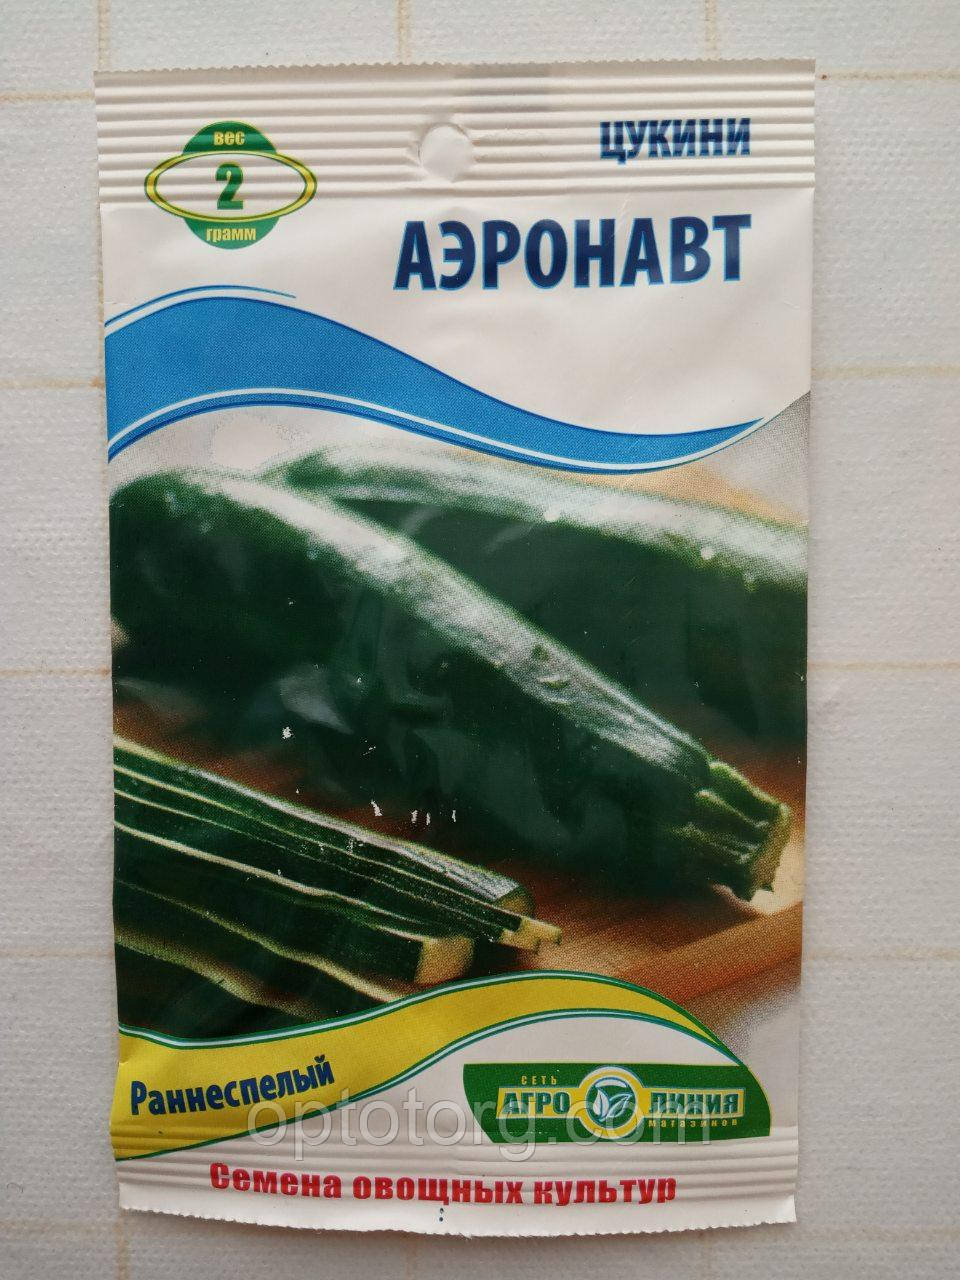 вес
2
грамм
ЦУКИНИ
АЭРОНАВТ
Раннеспелый
СЕТЬ
АГРО ЛИНИЯ
МАГАЗИНОВ
optotorg.com
Семена овощных культур